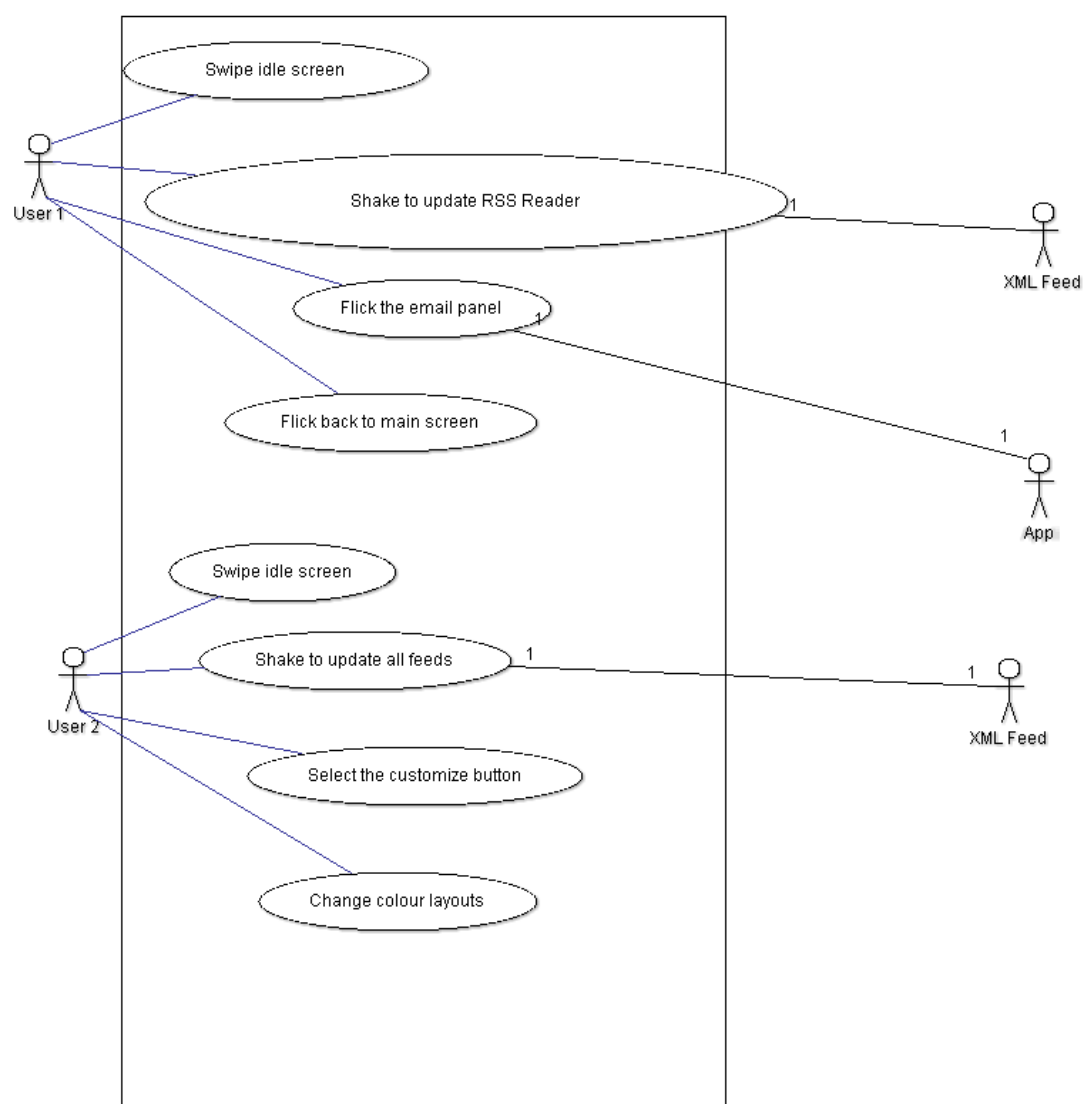 Swipe idle screen
User 1
Shake to update RSS Reader
1
XML Feed
Flick the email panel
1
Flick back to main screen
1
App
Swipe idle screen
Shake to update all feeds
1
1
XML Feed
User 2
Select the customize button
Change colour layouts